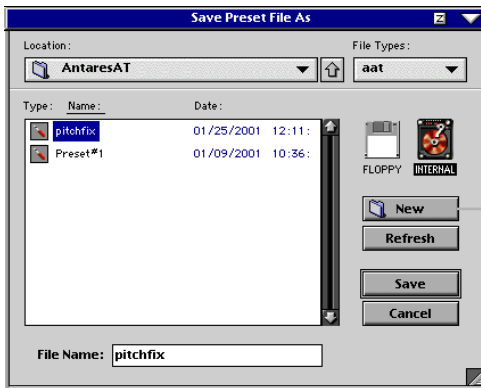 Save Preset File As
Z
Location:
File Types:
AntaresAT
aat
Type: Name: Date:
pitchfix 01/25/2001 12:11:
Preset#1 01/09/2001 10:36:
FLOPPY INTERNAL
New
Refresh
Save
Cancel
File Name: pitchfix